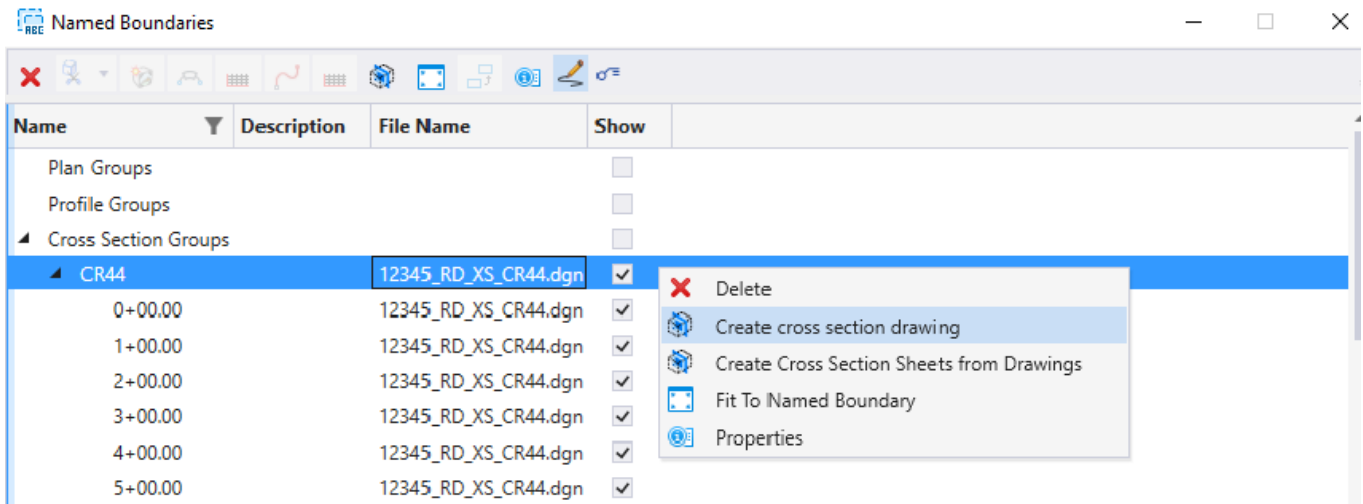 ABC Named Boundaries
Name Description File Name Show
Plan Groups
Profile Groups
Cross Section Groups
CR44 12345_RD_XS_CR44.dgn
Delete
0+00.00 12345_RD_XS_CR44.dgn
Create cross section drawing
1+00.00 12345_RD_XS_CR44.dgn
Create Cross Section Sheets from Drawings
2+00.00 12345_RD_XS_CR44.dgn
Fit To Named Boundary
3+00.00 12345_RD_XS_CR44.dgn
Properties
4+00.00 12345_RD_XS_CR44.dgn
5+00.00 12345_RD_XS_CR44.dgn